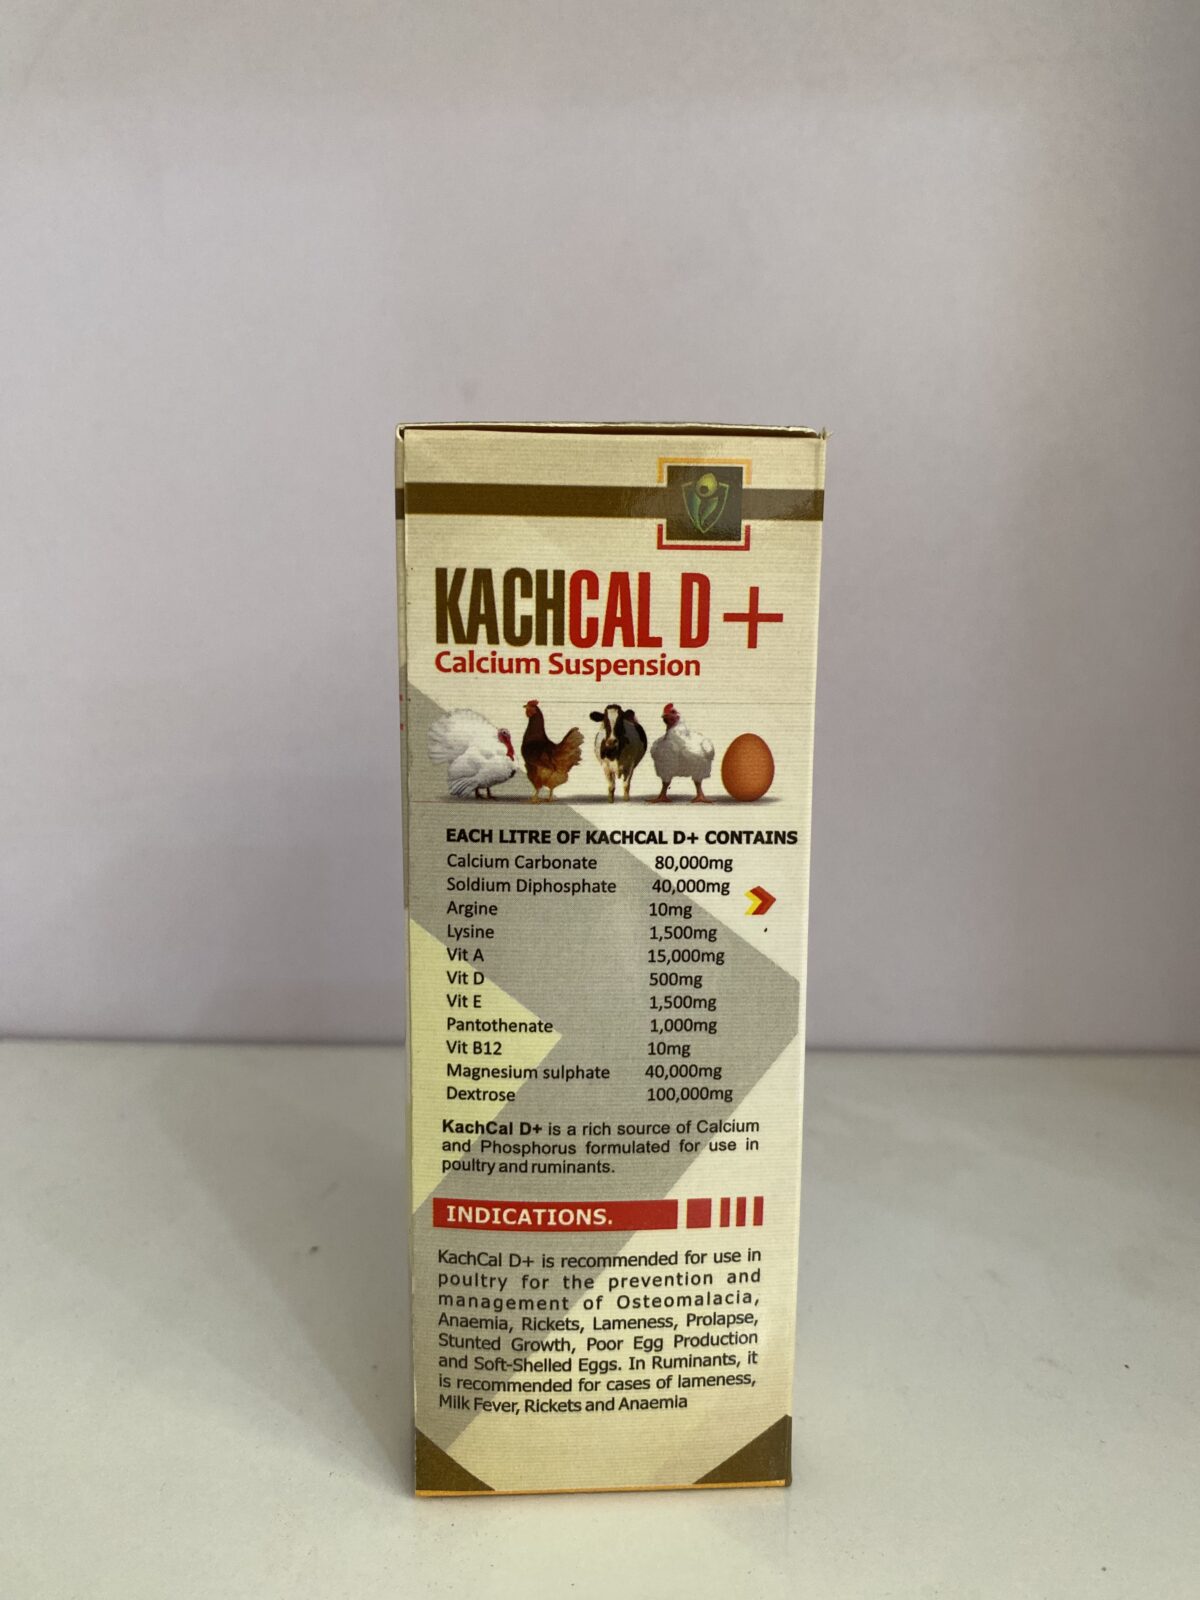 KACHCAL D+
Calcium Suspension
EACH LITRE OF KACHCAL D+ CONTAINS
Calcium Carbonate 80,000mg
Soldium Diphosphate 40,000mg
Argine 10mg
Lysine 1,500mg
Vit A 15,000mg
Vit D 500mg
Vit E 1,500mg
Pantothenate 1,000mg
Vit B12 10mg
Magnesium sulphate 40,000mg
Dextrose 100,000mg
KachCal D+ is a rich source of Calcium
and Phosphorus formulated for use in
poultry and ruminants.
INDICATIONS.
KachCal D+ is recommended for use in
poultry for the prevention and
management of Osteomalacia,
Anaemia, Rickets, Lameness, Prolapse,
Stunted Growth, Poor Egg Production
and Soft-Shelled Eggs. In Ruminants, it
is recommended for cases of lameness,
Milk Fever, Rickets and Anaemia